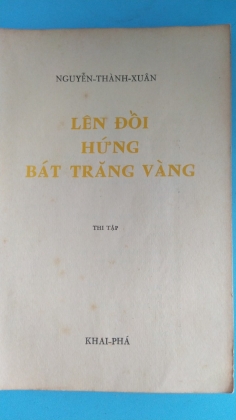 NGUYỄN-THÀNH-XUÂN
LÊN ĐỒI
HỨNG
BÁT TRĂNG VÀNG
THI TẬP
KHAI-PHÁ